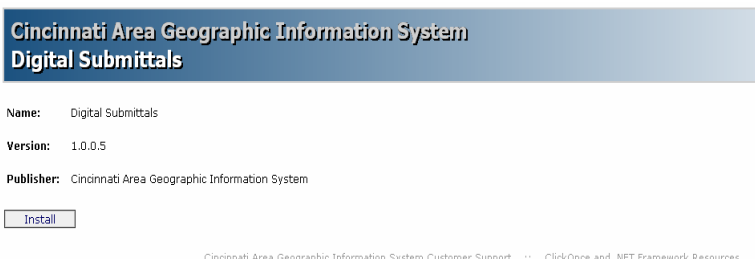 Cincinnati Area Geographic Information System
Digital Submittals
Name: Digital Submittals
Version: 1.0.0.5
Publisher: Cincinnati Area Geographic Information System
Install
Cincinnati Area Geographic Information System Customer Support :: ClickOnce and .NET Framework Resources